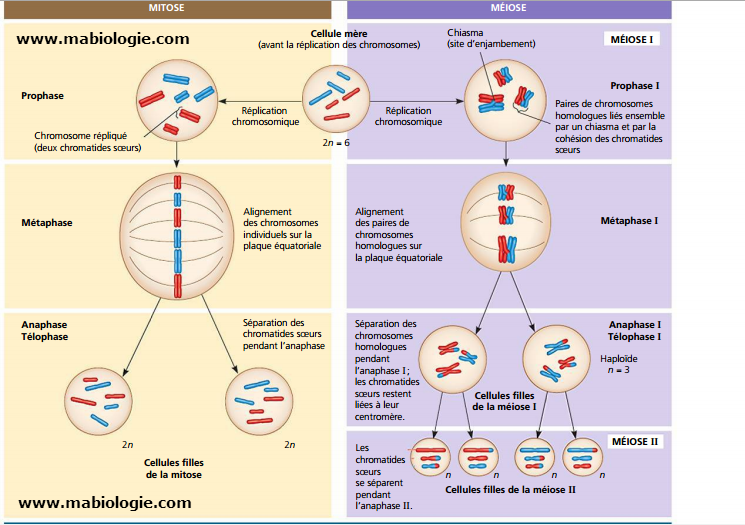 MITOSE
MÉIOSE
www.mabiologie.com
Cellule mère
(avant la réplication des chromosomes)
Chiasma
(site d'enjambement)
MÉIOSE I
Prophase
Prophase I
Réplication
chromosomique
Réplication
chromosomique
Paires de chromosomes
homologues liés ensemble
par un chiasma et par la
cohésion des chromatides
sœurs
Chromosome répliqué
(deux chromatides sœurs)
2n = 6
Métaphase
Alignement
des chromosomes
individuels sur la
plaque équatoriale
Alignement
des paires de
chromosomes
homologues sur
la plaque équatoriale
Métaphase I
Anaphase
Télophase
Séparation des
chromatides sœurs
pendant l'anaphase
Séparation des
chromosomes
homologues
pendant
l'anaphase I ;
les chromatides
sœurs restent
liées à leur
centromère.
Anaphase I
Télophase I
Haploïde
n = 3
Cellules filles
de la méiose I
2n
2n
Cellules filles
de la mitose
MÉIOSE II
Les
chromatides
sœurs
se séparent
pendant
l'anaphase II.
n
n
n
n
Cellules filles de la méiose II
www.mabiologie.com